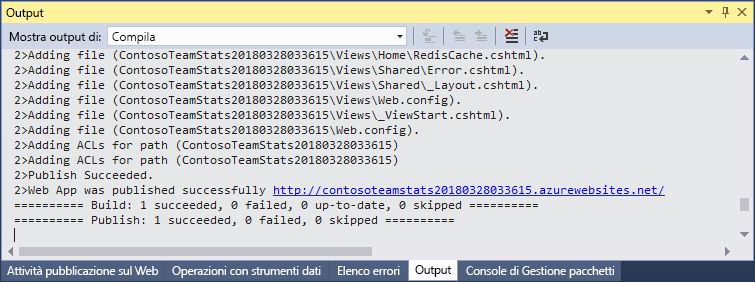 Output
Mostra output di: Compila
2>Adding file (ContosoTeamStats20180328033615\Views\Home\RedisCache.cshtml).
2>Adding file (ContosoTeamStats20180328033615\Views\Shared\Error.cshtml).
2>Adding file (ContosoTeamStats20180328033615\Views\Shared\_Layout.cshtml).
2>Adding file (ContosoTeamStats20180328033615\Views\Web.config).
2>Adding file (ContosoTeamStats20180328033615\Views\_ViewStart.cshtml).
2>Adding file (ContosoTeamStats20180328033615\Web.config).
2>Adding ACLs for path (ContosoTeamStats20180328033615)
2>Adding ACLs for path (ContosoTeamStats20180328033615)
2>Publish Succeeded.
2>Web App was published successfully http://contosoteamstats20180328033615.azurewebsites.net/
========== Build: 1 succeeded, 0 failed, 0 up-to-date, 0 skipped ==========
========== Publish: 1 succeeded, 0 failed, 0 skipped ==========
Attività pubblicazione sul Web Operazioni con strumenti dati Elenco errori Output Console di Gestione pacchetti